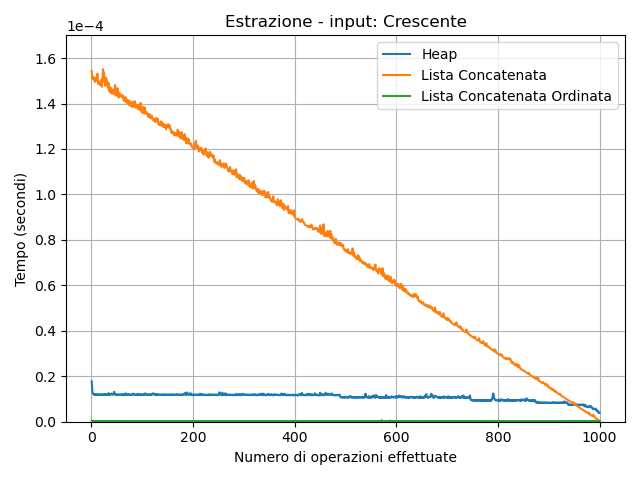 Estrazione - input: Crescente
1e−4
Heap
Lista Concatenata
Lista Concatenata Ordinata
1.6
1.4
1.2
1.0
0.8
0.6
0.4
0.2
0.0
Tempo (secondi)
0 200 400 600 800 1000
Numero di operazioni effettuate